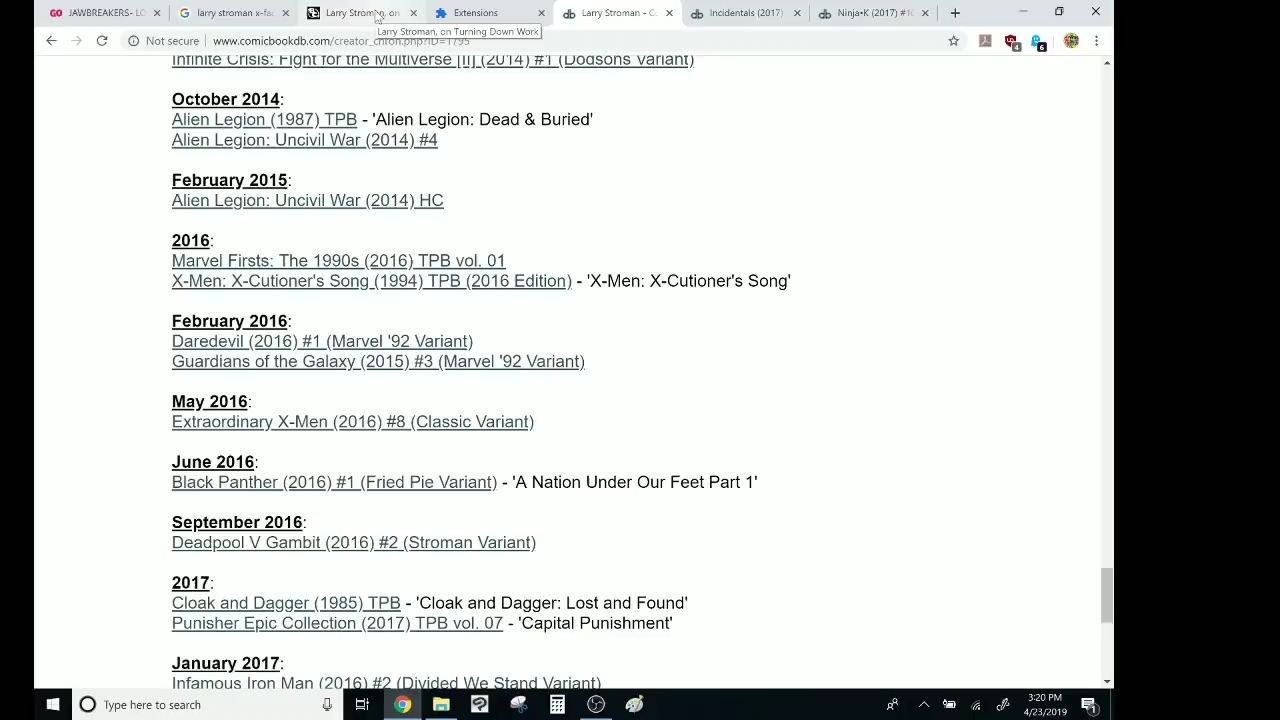 JAWBREAKERS- LO
larry stroman x-fac
Larry Stroman, on
Extensions
Larry Stroman - Co
Incidentals (2017)
Ninja•K (2017) #10
Larry Stroman, on Turning Down Work
Not secure
www.comicbookdb.com/creator_chron.php?ID=1795
4
6
Infinite Crisis: Fight for the Multiverse [II] (2014) #1 (Dodsons Variant)
October 2014:
Alien Legion (1987) TPB - 'Alien Legion: Dead & Buried'
Alien Legion: Uncivil War (2014) #4
February 2015:
Alien Legion: Uncivil War (2014) HC
2016:
Marvel Firsts: The 1990s (2016) TPB vol. 01
X-Men: X-Cutioner's Song (1994) TPB (2016 Edition) - 'X-Men: X-Cutioner's Song'
February 2016:
Daredevil (2016) #1 (Marvel '92 Variant)
Guardians of the Galaxy (2015) #3 (Marvel '92 Variant)
May 2016:
Extraordinary X-Men (2016) #8 (Classic Variant)
June 2016:
Black Panther (2016) #1 (Fried Pie Variant) - 'A Nation Under Our Feet Part 1'
September 2016:
Deadpool V Gambit (2016) #2 (Stroman Variant)
2017:
Cloak and Dagger (1985) TPB - 'Cloak and Dagger: Lost and Found'
Punisher Epic Collection (2017) TPB vol. 07 - 'Capital Punishment'
January 2017:
Infamous Iron Man (2016) #2 (Divided We Stand Variant)
Type here to search
3:20 PM
4/23/2019
1